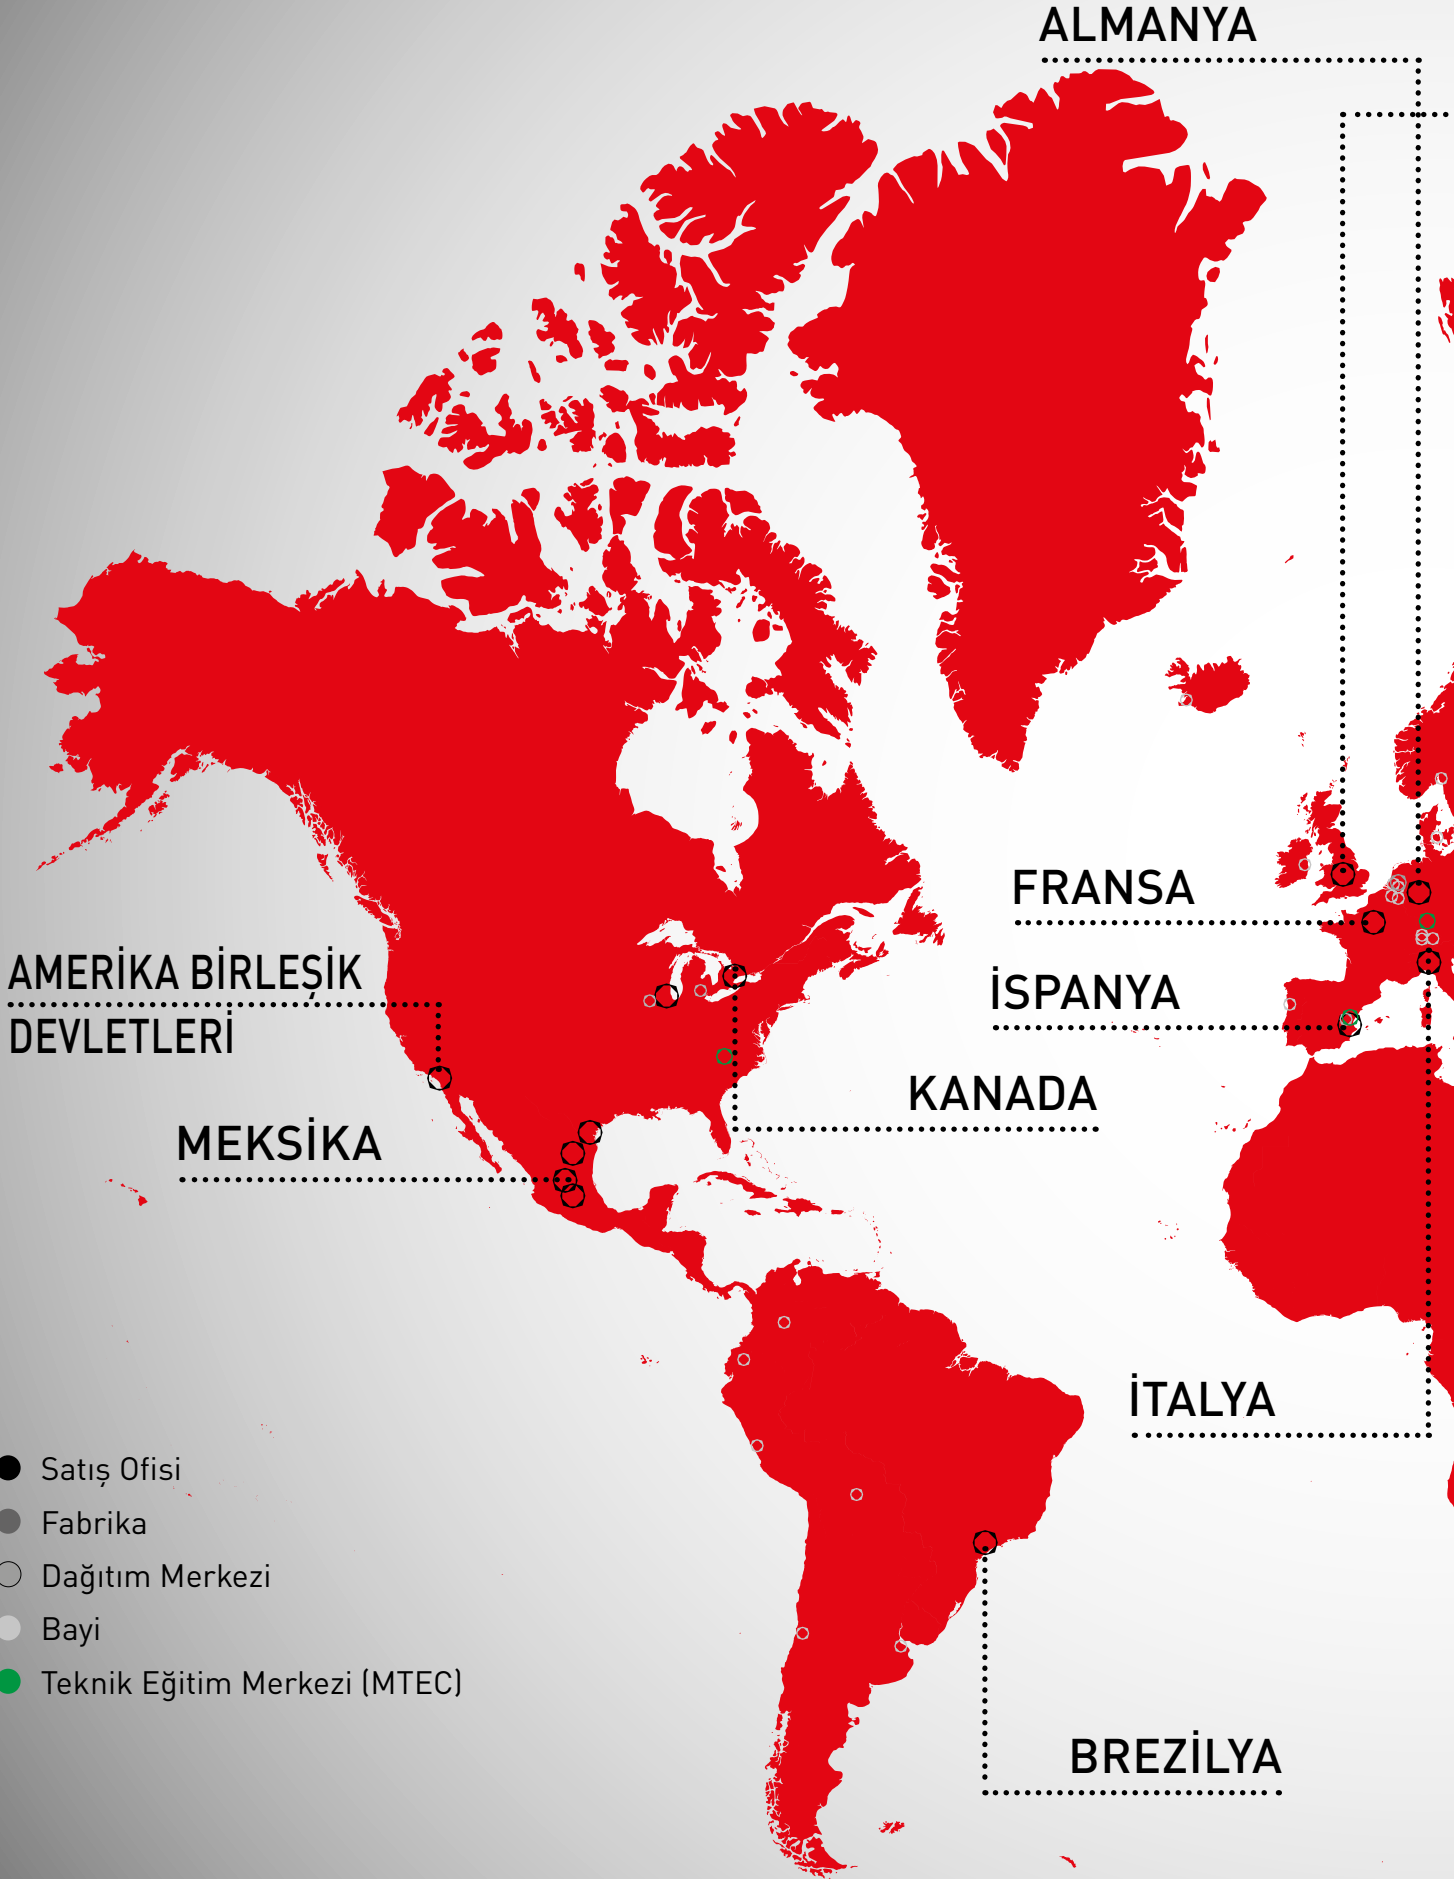 ALMANYA
FRANSA
AMERİKA BİRLEŞİK
DEVLETLERİ
İSPANYA
KANADA
MEKSİKA
İTALYA
Satış Ofisi
Fabrika
Dağıtım Merkezi
Bayi
Teknik Eğitim Merkezi (MTEC)
BREZİLYA